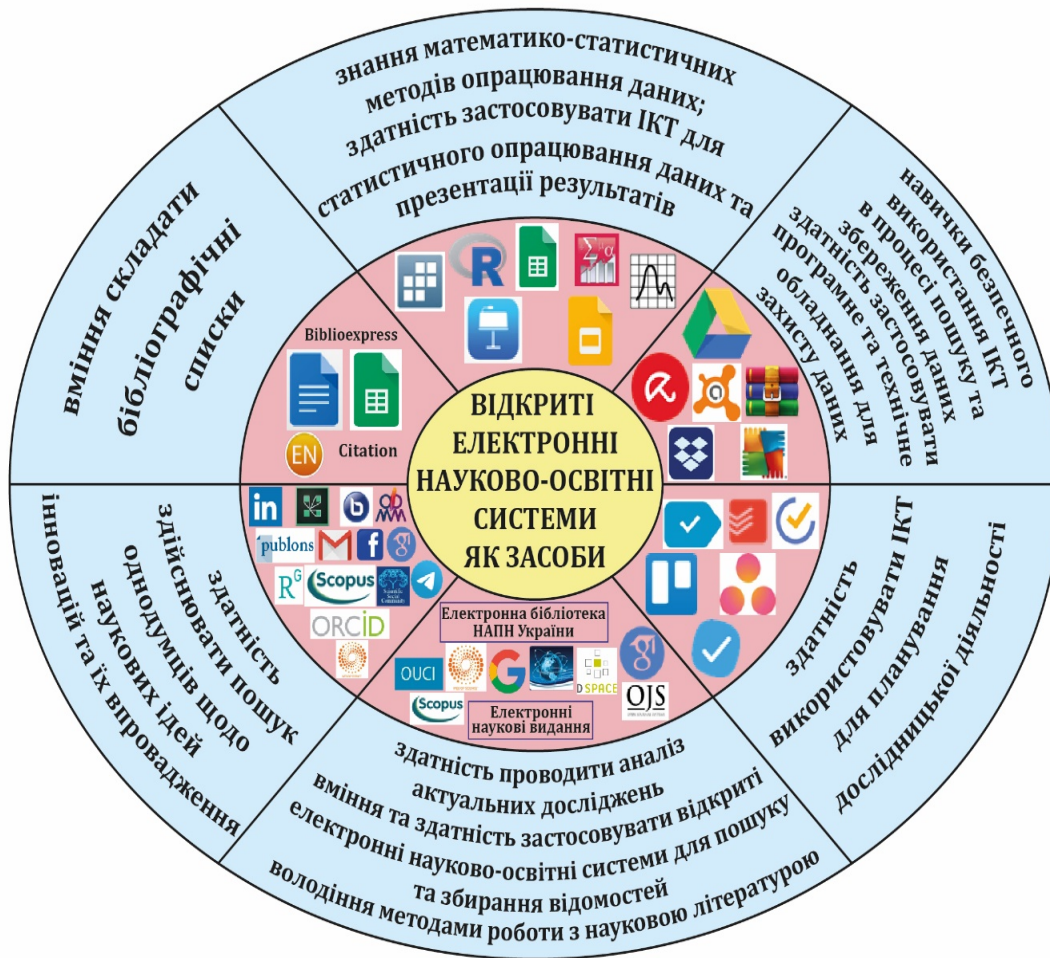 знання математико-статистичних
методів опрацювання даних;
здатність застосовувати ІКТ для
статистичного опрацювання даних та
презентації результатів
навички безпечного
використання ІКТ
в процесі пошуку та
збереження даних
здатність застосовувати
програмне та технічне
обладнання для
захисту даних
вміння складати
бібліографічні
списки
R
Σμα
Biblioexpress
EN
Citation
ВІДКРИТІ
ЕЛЕКТРОННІ
НАУКОВО-ОСВІТНІ
СИСТЕМИ
ЯК ЗАСОБИ
in
b
publons
M
f
g
RG
Scopus
ORCID
Електронна бібліотека
НАПН України
OUCI
G
DSPACE
g
OJS
Scopus
Електронні
наукові видання
здатність
використовувати ІКТ
для планування
дослідницької діяльності
здатність
здійснювати пошук
однодумців щодо
наукових ідей
інновацій та їх впровадження
здатність проводити аналіз
актуальних досліджень
вміння та здатність застосовувати відкриті
електронні науково-освітні системи для пошуку
та збирання відомостей
володіння методами роботи з науковою літературою